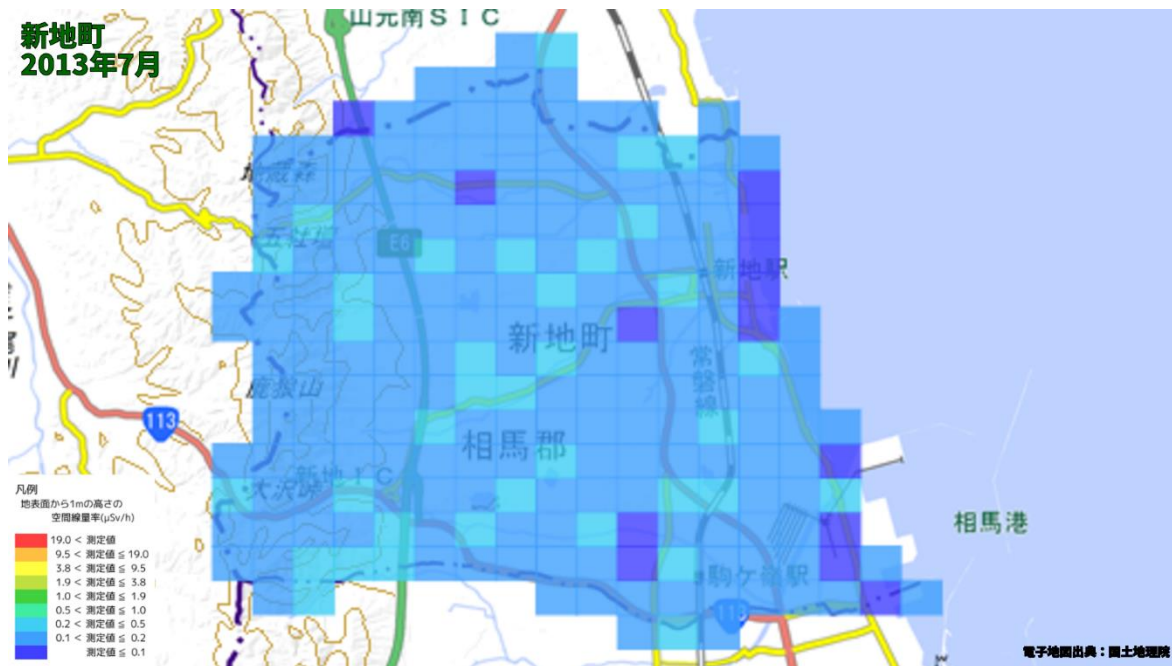 新地町
2013年7月
山元南ＳＩＣ
地蔵森
五社壇
E6
新地駅
新地町
常磐線
鹿狼山
113
相馬郡
新地ＩＣ
大沢峠
相馬港
駒ケ嶺駅
113
凡例
地表面から1mの高さの
空間線量率(μSv/h)
19.0 < 測定値
9.5 < 測定値 ≤ 19.0
3.8 < 測定値 ≤ 9.5
1.9 < 測定値 ≤ 3.8
1.0 < 測定値 ≤ 1.9
0.5 < 測定値 ≤ 1.0
0.2 < 測定値 ≤ 0.5
0.1 < 測定値 ≤ 0.2
測定値 ≤ 0.1
電子地図出典：国土地理院